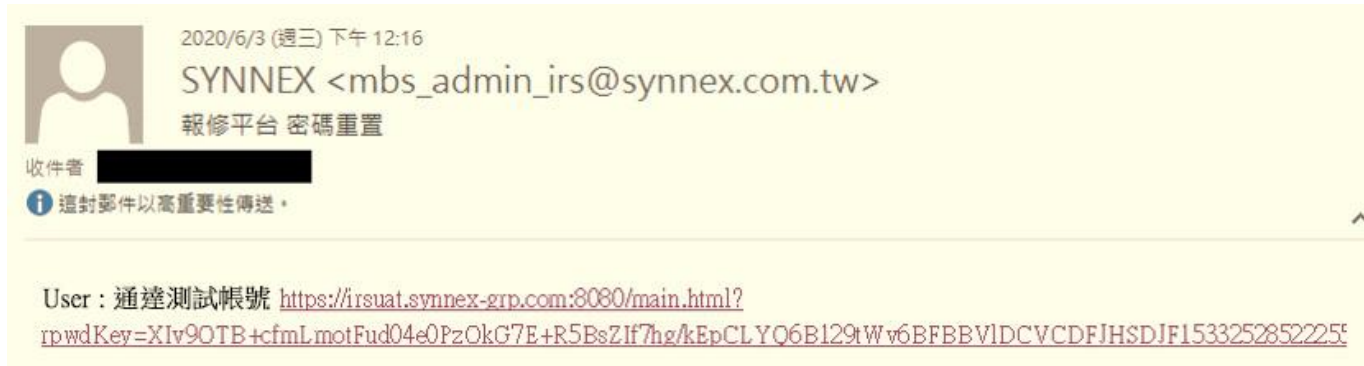 2020/6/3 (週三) 下午 12:16
SYNNEX <mbs_admin_irs@synnex.com.tw>
報修平台 密碼重置
收件者
這封郵件以高重要性傳送。
User : 通達測試帳號 https://irsuat.synnex-grp.com:8080/main.html?
rpwdKey=XIv9OTB+cfmLmotFud04e0PzOkG7E+R5BsZIf7hg/kEpCLYQ6B129tWv6BFBBVlDCVCDFJHSDJF15332528522255